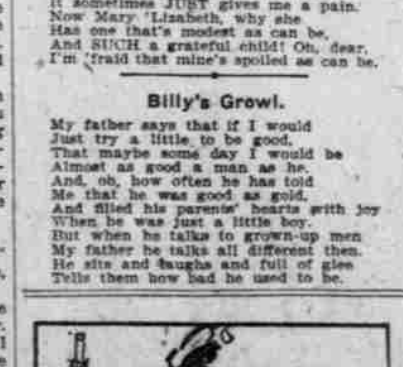 It sometimes JUST gives me a pain.
Now Mary 'Lizabeth, why she
Has one that's modest as can be,
And SUCH a grateful child! Oh, dear,
I'm 'fraid that mine's spoiled as can be.
Billy's Growl.
My father says that if I would
Just try a little to be good,
That maybe some day I would be
Almost as good a man as he.
And, oh, how often he has told
Me that he was good as gold,
And filled his parents' hearts with joy
When he was just a little boy.
But when he talks to grown-up men
My father he talks all different then.
He sits and laughs and full of glee
Tells them how bad he used to be.